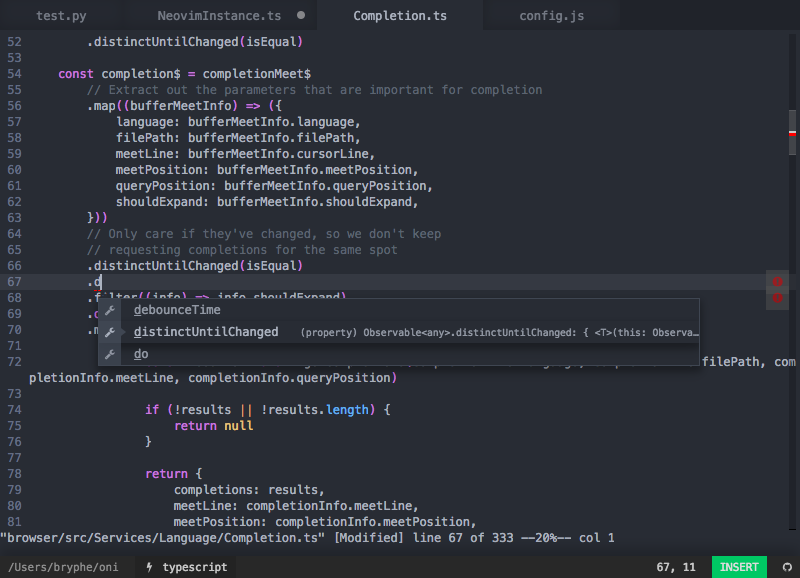 test.py NeovimInstance.ts Completion.ts config.js
52 .distinctUntilChanged(isEqual)
53
54 const completion$ = completionMeet$
55 // Extract out the parameters that are important for completion
56 .map((bufferMeetInfo) => ({
57 language: bufferMeetInfo.language,
58 filePath: bufferMeetInfo.filePath,
59 meetLine: bufferMeetInfo.cursorLine,
60 meetPosition: bufferMeetInfo.meetPosition,
61 queryPosition: bufferMeetInfo.queryPosition,
62 shouldExpand: bufferMeetInfo.shouldExpand,
63 }))
64 // Only care if they've changed, so we don't keep
65 // requesting completions for the same spot
66 .distinctUntilChanged(isEqual)
67 .d
68 .filter((info) => info.shouldExpand)
debounceTime
69 .
distinctUntilChanged (property) Observable<any>.distinctUntilChanged: { <T>(this: Observa…
70 .
71 do
72 filePath, com
pletionInfo.meetLine, completionInfo.queryPosition)
73
74 if (!results || !results.length) {
75 return null
76 }
77
78 return {
79 completions: results,
80 meetLine: completionInfo.meetLine,
81 meetPosition: completionInfo.meetPosition,
"browser/src/Services/Language/Completion.ts" [Modified] line 67 of 333 --20%-- col 1
/Users/bryphe/oni typescript 67, 11 INSERT